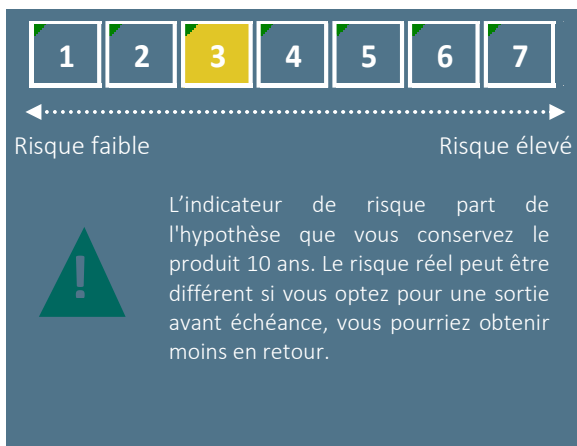 1 2 3 4 5 6 7
Risque faible Risque élevé
L’indicateur de risque part de
l'hypothèse que vous conservez le
produit 10 ans. Le risque réel peut être
différent si vous optez pour une sortie
avant échéance, vous pourriez obtenir
moins en retour.
!